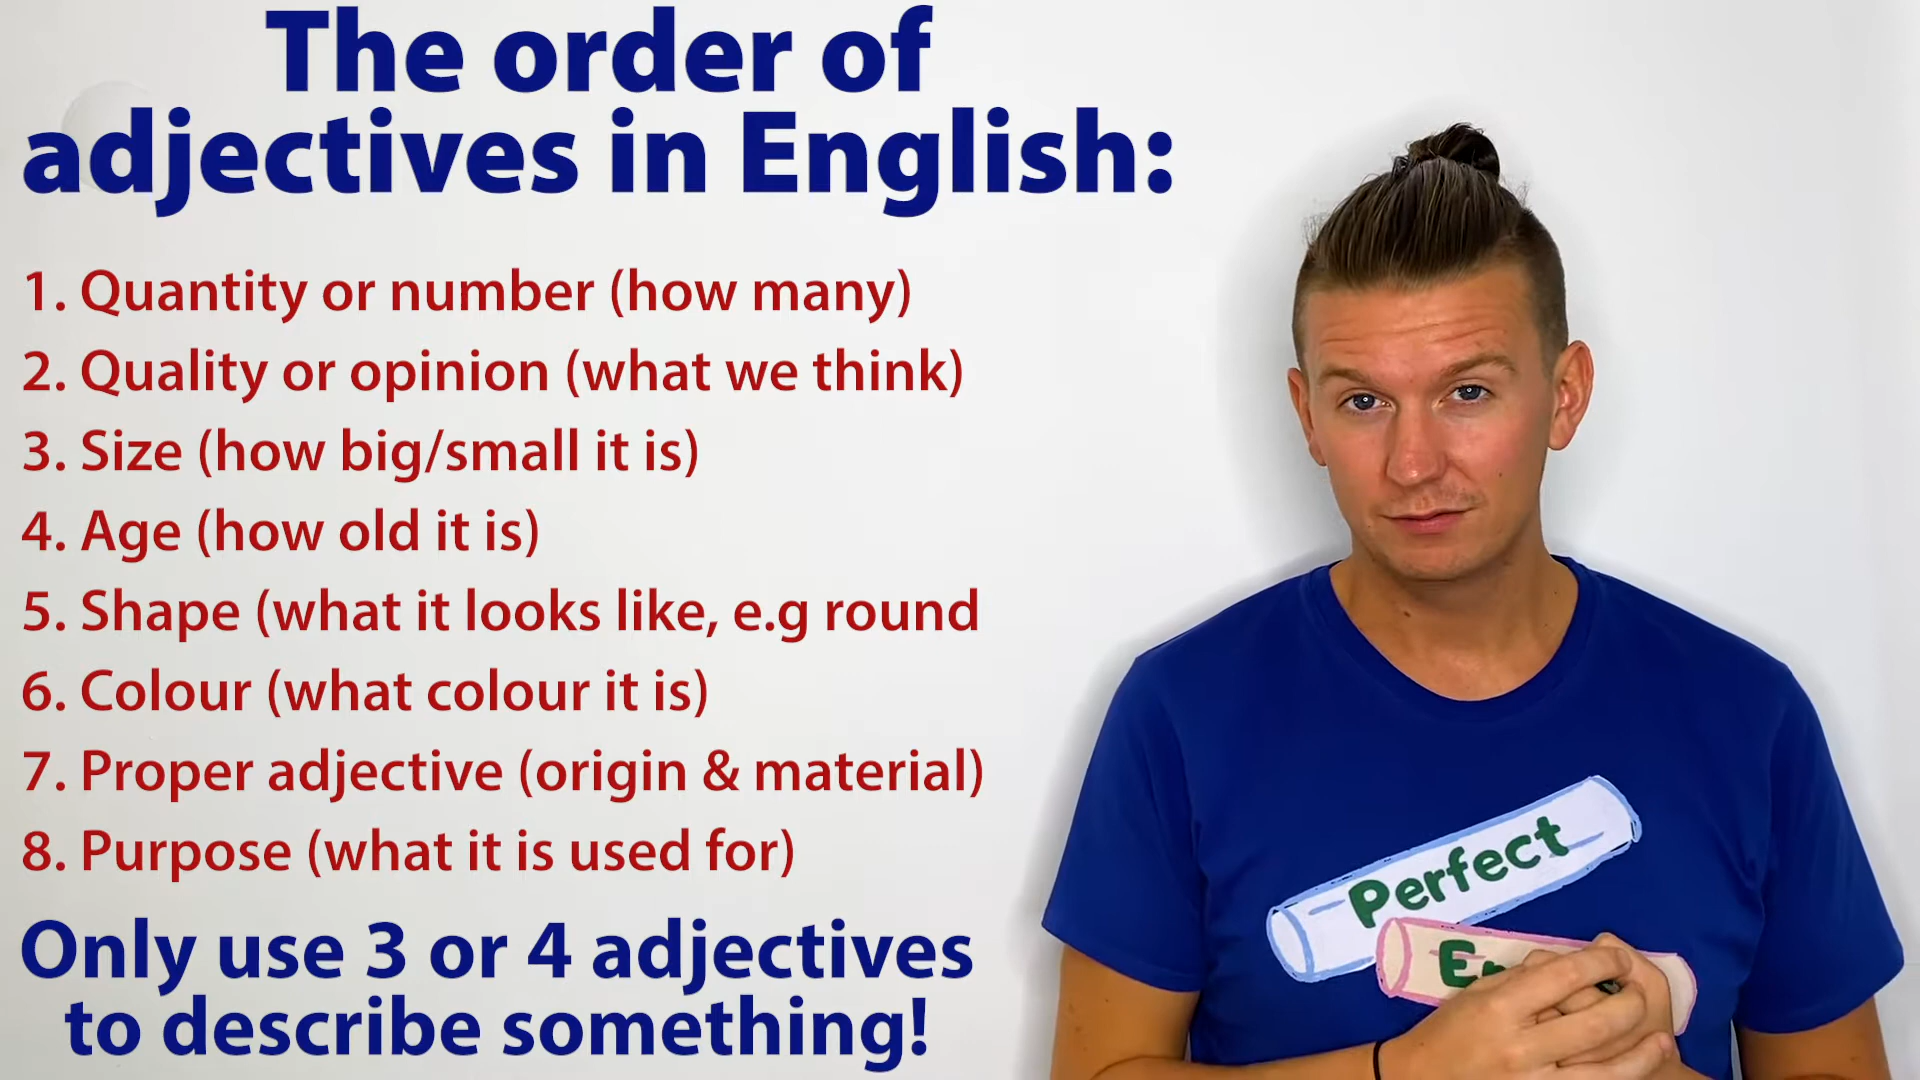 The order of
adjectives in English:
1. Quantity or number (how many)
2. Quality or opinion (what we think)
3. Size (how big/small it is)
4. Age (how old it is)
5. Shape (what it looks like, e.g round
6. Colour (what colour it is)
7. Proper adjective (origin & material)
8. Purpose (what it is used for)
Only use 3 or 4 adjectives
to describe something!
Perfect